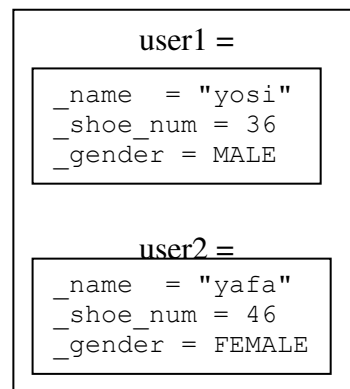 user1 =
_name  = "yosi"
_shoe_num = 36
_gender = MALE
user2 =
_name  = "yafa"
_shoe_num = 46
_gender = FEMALE